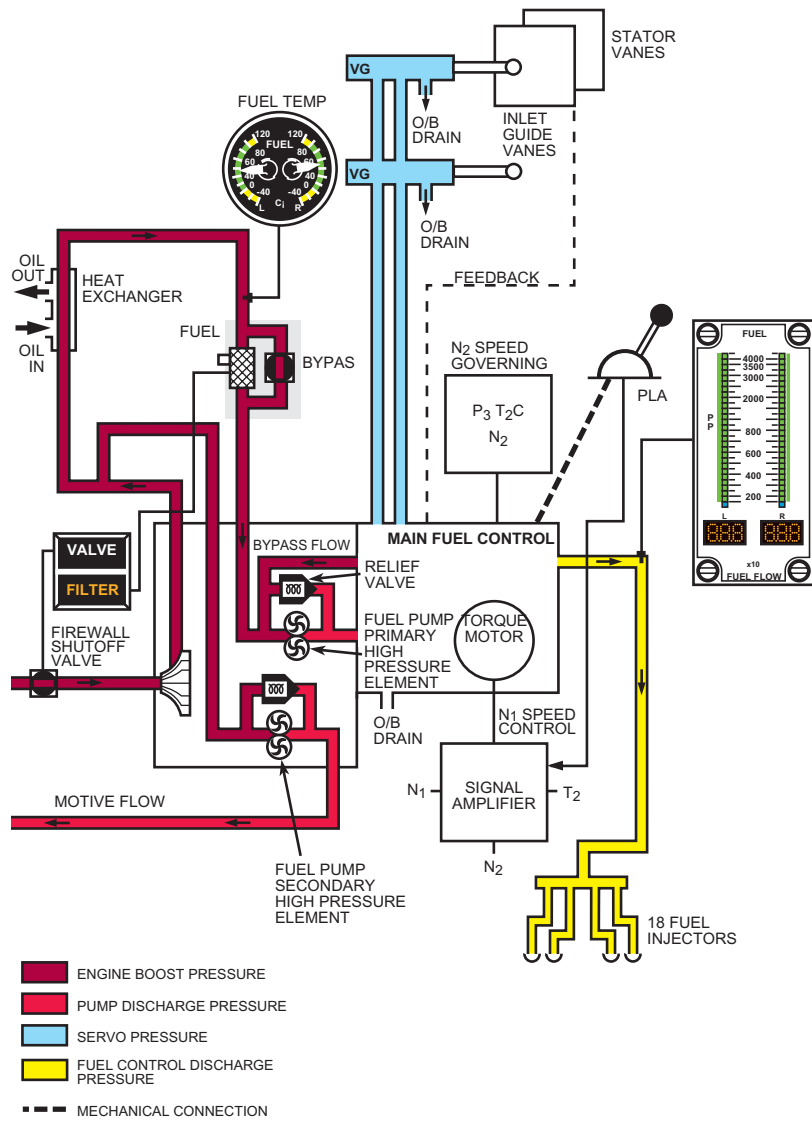 STATOR
VANES
VG
FUEL TEMP
O/B
DRAIN
INLET
GUIDE
VANES
120 120
FUEL
80 80
60 60
40 40
0 0
-40 -40
L Ci R
VG
O/B
DRAIN
OIL
OUT
HEAT
EXCHANGER
OIL
IN
FEEDBACK
FUEL
BYPAS
N2 SPEED
GOVERNING
P3 T2C
N2
PLA
FUEL
4000
3500
3000
2000
P
P
800
600
400
200
L R
888 888
x10
FUEL FLOW
VALVE
FILTER
FIREWALL
SHUTOFF
VALVE
BYPASS FLOW
MAIN FUEL CONTROL
RELIEF
VALVE
FUEL PUMP
PRIMARY
HIGH
PRESSURE
ELEMENT
TORQUE
MOTOR
O/B
DRAIN
N1 SPEED
CONTROL
N1
SIGNAL
AMPLIFIER
T2
N2
MOTIVE FLOW
FUEL PUMP
SECONDARY
HIGH PRESSURE
ELEMENT
18 FUEL
INJECTORS
ENGINE BOOST PRESSURE
PUMP DISCHARGE PRESSURE
SERVO PRESSURE
FUEL CONTROL DISCHARGE
PRESSURE
MECHANICAL CONNECTION